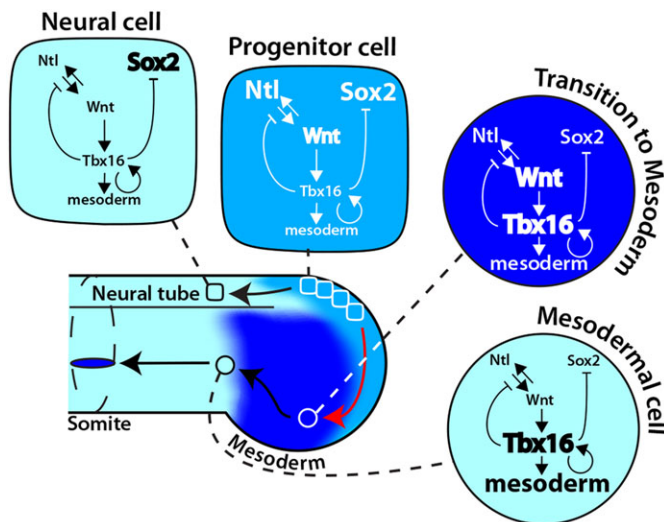 Neural cell
Ntl
Sox2
Wnt
Tbx16
mesoderm
Progenitor cell
Ntl
Sox2
Wnt
Tbx16
mesoderm
Transition to Mesoderm
Ntl
Sox2
Wnt
Tbx16
mesoderm
Neural tube
Somite
Mesoderm
Mesodermal cell
Ntl
Sox2
Wnt
Tbx16
mesoderm